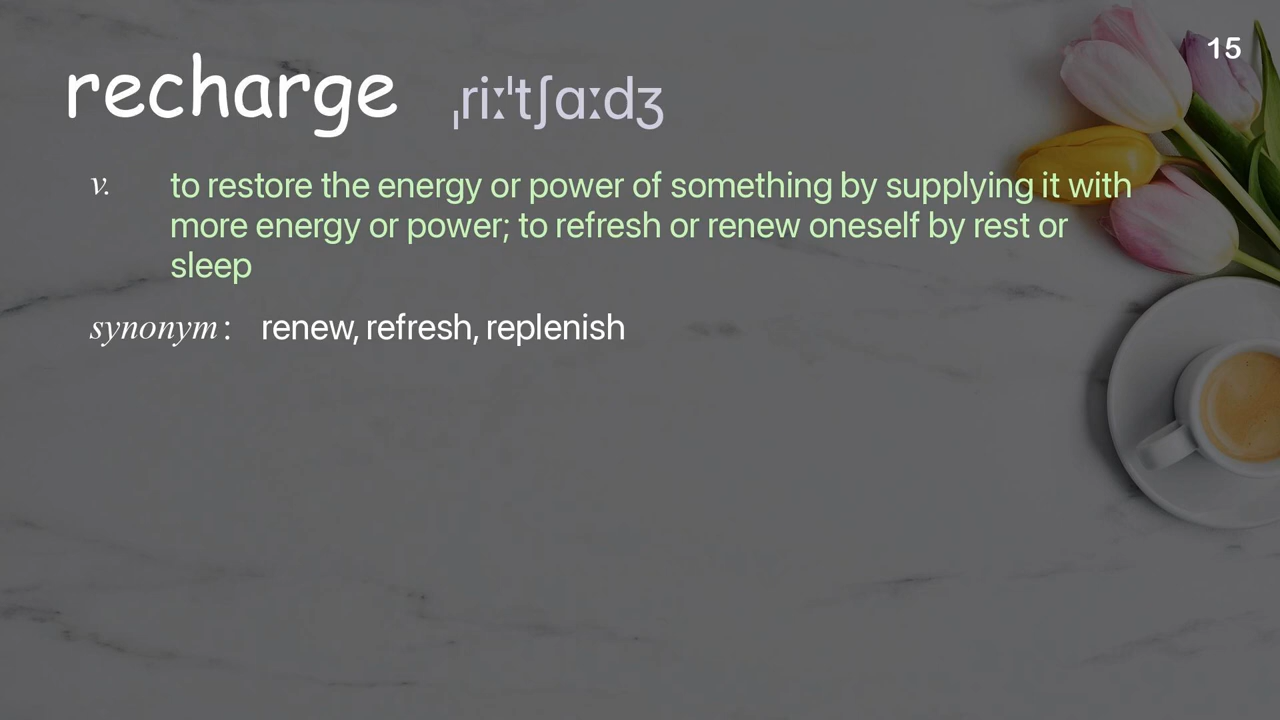 15
recharge ˌriːˈtʃɑːdʒ
v. to restore the energy or power of something by supplying it with
more energy or power; to refresh or renew oneself by rest or
sleep
synonym : renew, refresh, replenish